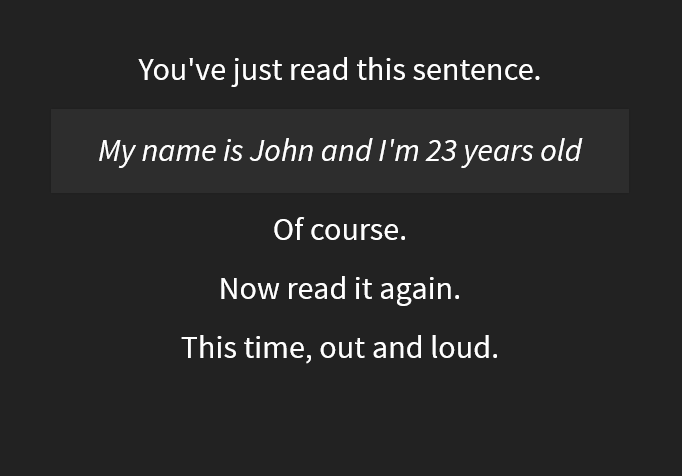 You've just read this sentence.
My name is John and I'm 23 years old
Of course.
Now read it again.
This time, out and loud.